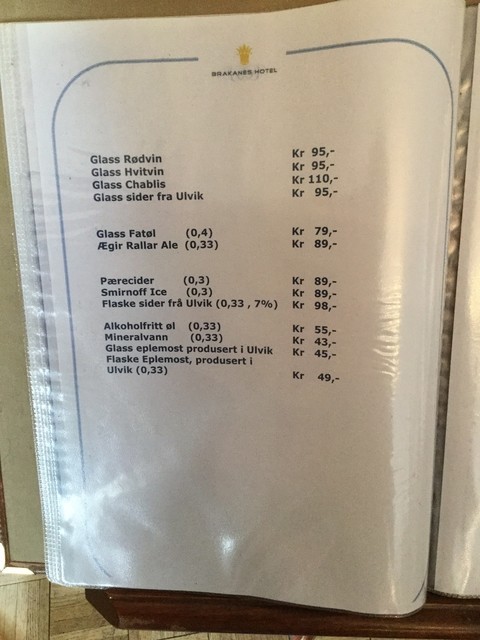 BRAKANES HOTEL
Glass Rødvin Kr 95,-
Glass Hvitvin Kr 95,-
Glass Chablis Kr 110,-
Glass sider fra Ulvik Kr 95,-
Glass Fatøl (0,4) Kr 79,-
Ægir Rallar Ale (0,33) Kr 89,-
Pærecider (0,3) Kr 89,-
Smirnoff Ice (0,3) Kr 89,-
Flaske sider frå Ulvik (0,33 , 7%) Kr 98,-
Alkoholfritt øl (0,33) Kr 55,-
Mineralvann (0,33) Kr 43,-
Glass eplemost produsert i Ulvik Kr 45,-
Flaske Eplemost, produsert i
Ulvik (0,33) Kr 49,-